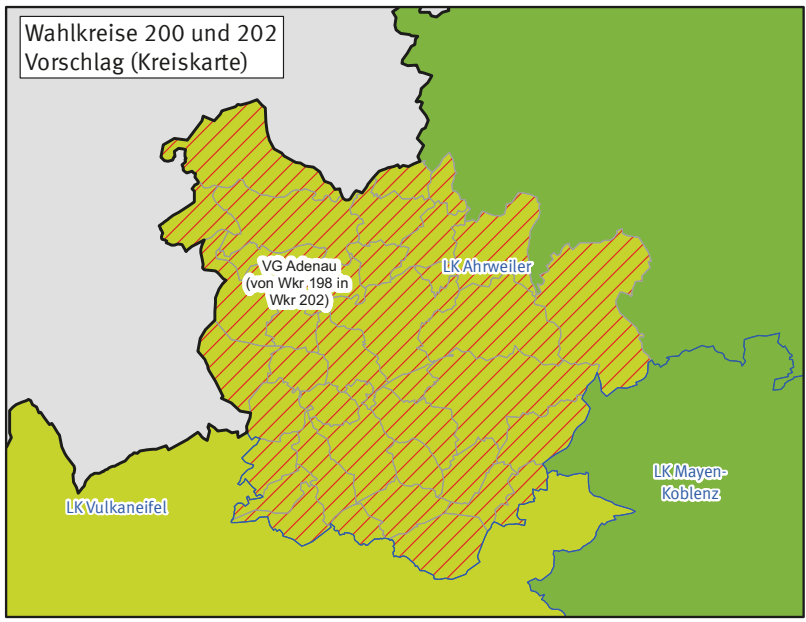 Wahlkreise 200 und 202
Vorschlag (Kreiskarte)
VG Adenau
(von Wkr 198 in
Wkr 202)
LK Ahrweiler
LK Mayen-
Koblenz
LK Vulkaneifel